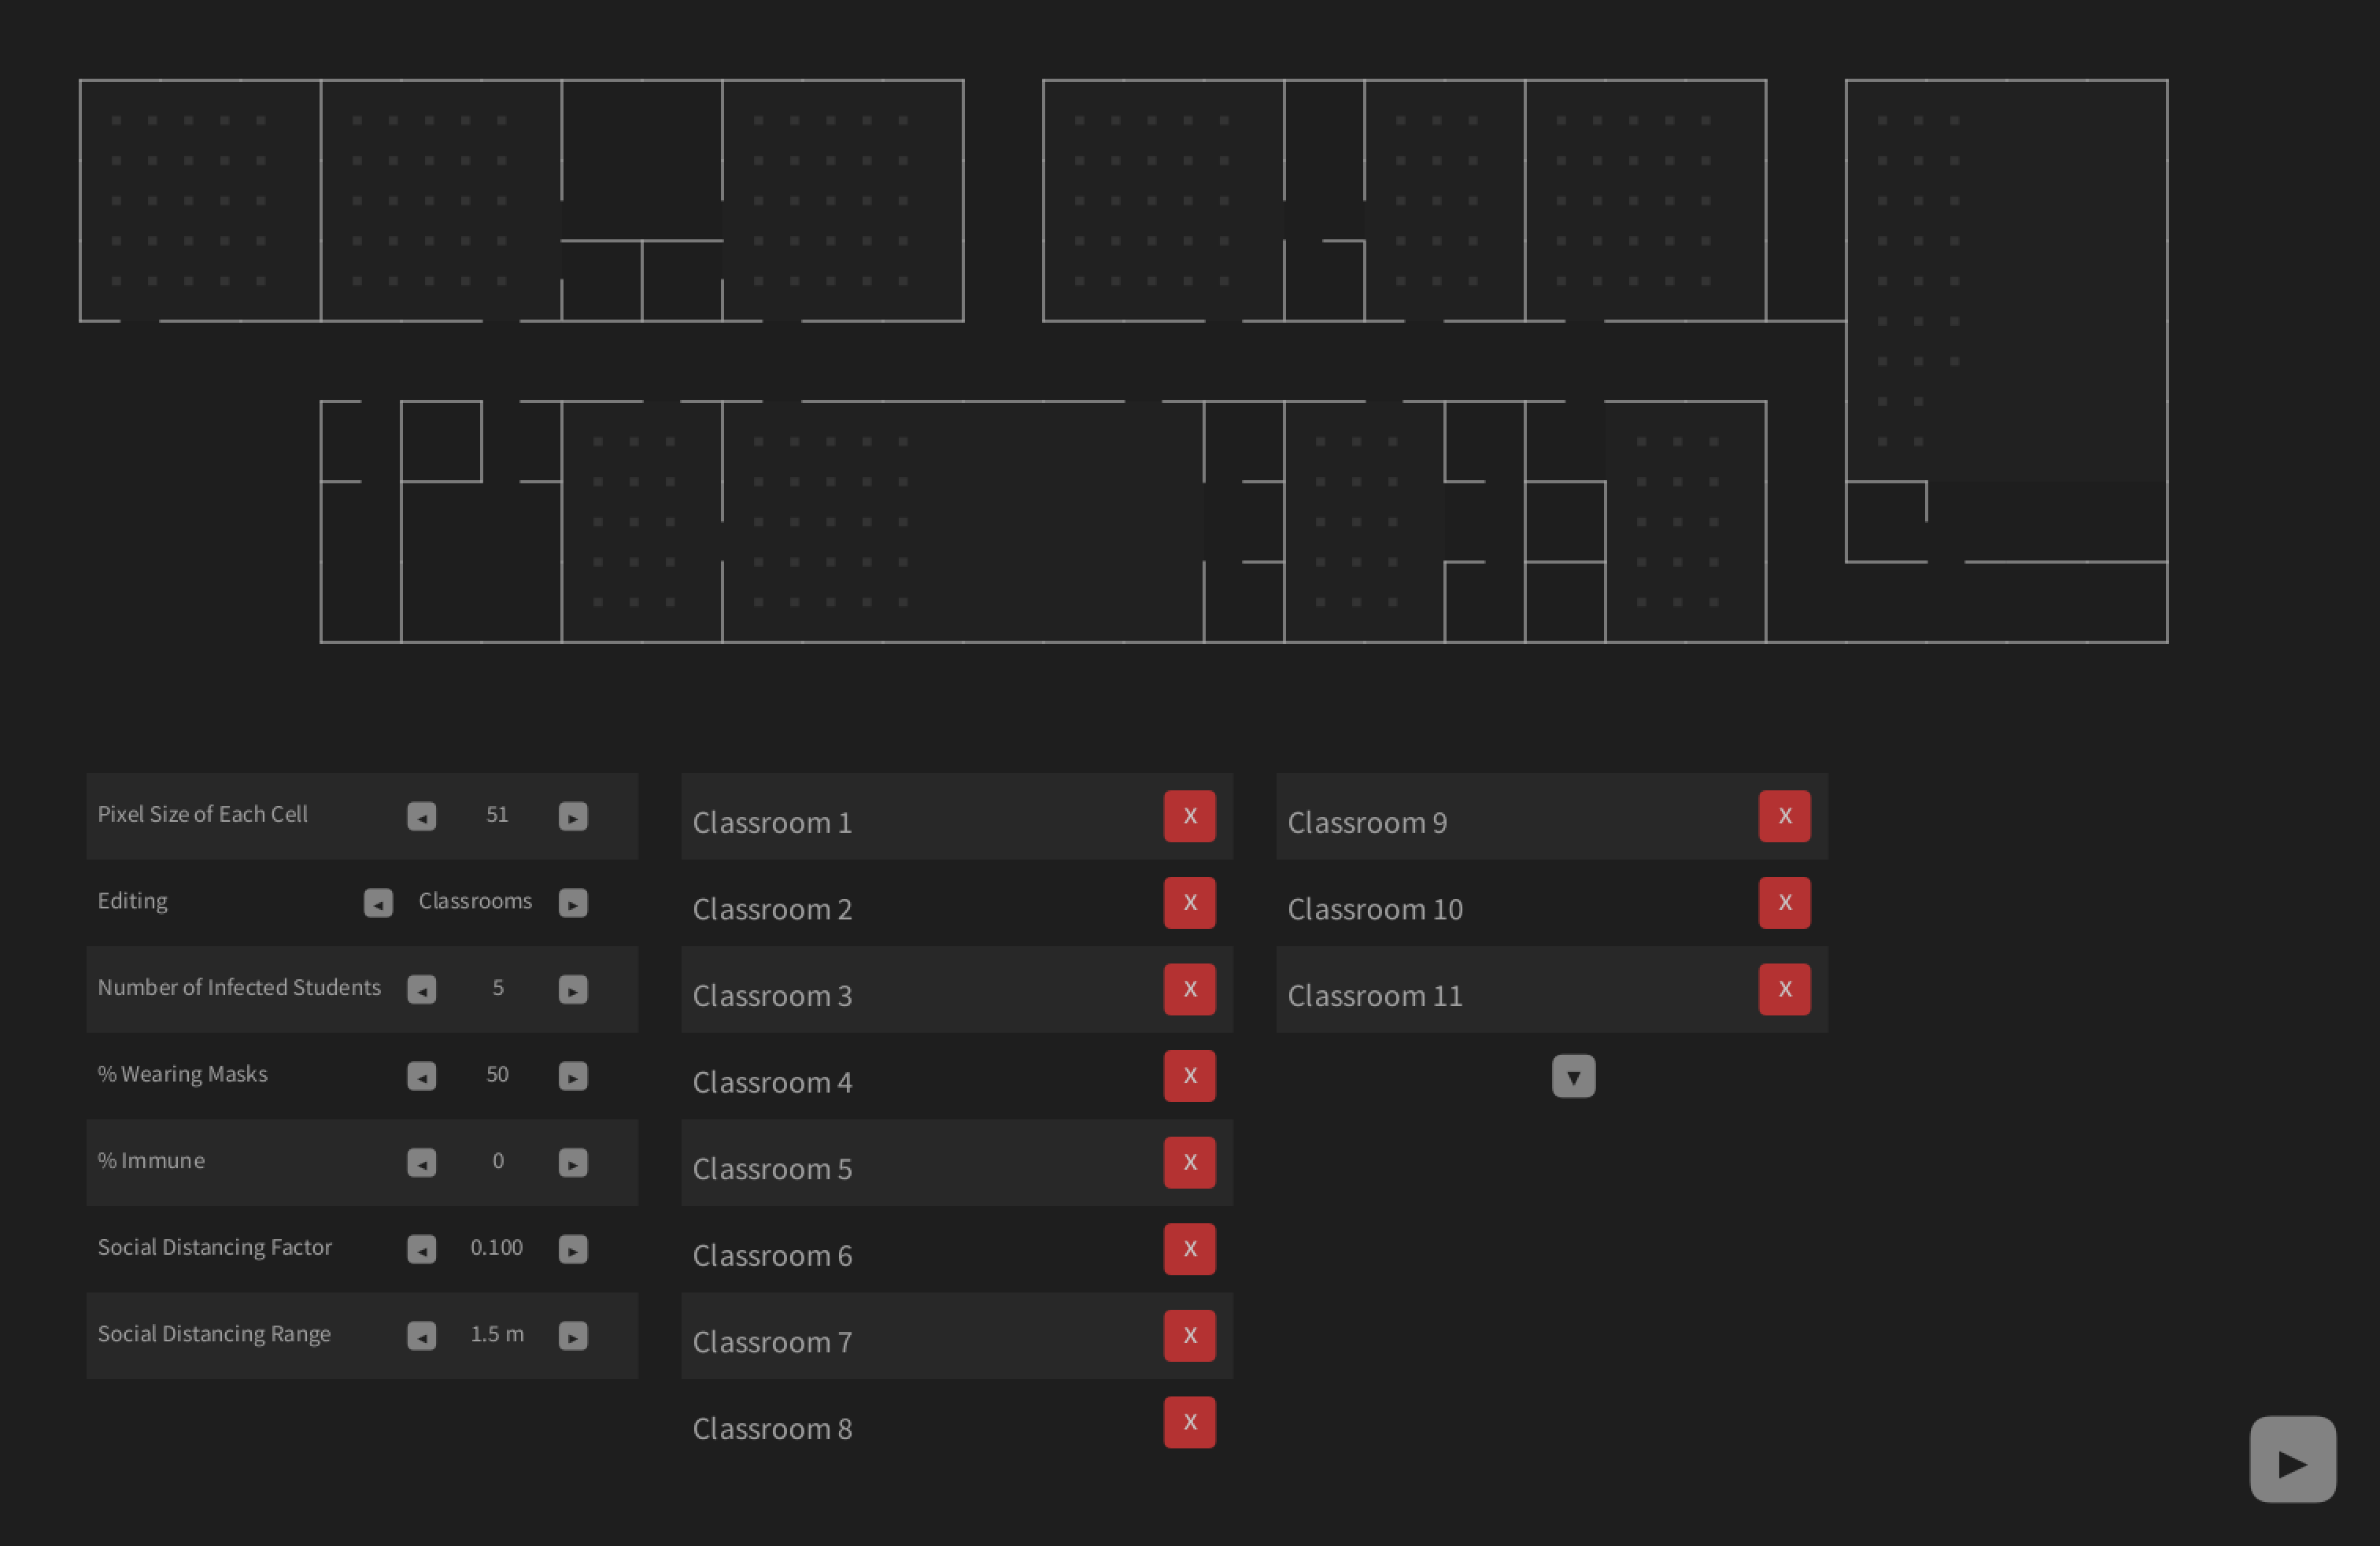 Pixel Size of Each Cell ◄ 51 ►
Editing ◄ Classrooms ►
Number of Infected Students ◄ 5 ►
% Wearing Masks ◄ 50 ►
% Immune ◄ 0 ►
Social Distancing Factor ◄ 0.100 ►
Social Distancing Range ◄ 1.5 m ►
Classroom 1 X
Classroom 2 X
Classroom 3 X
Classroom 4 X
Classroom 5 X
Classroom 6 X
Classroom 7 X
Classroom 8 X
Classroom 9 X
Classroom 10 X
Classroom 11 X
▼
►